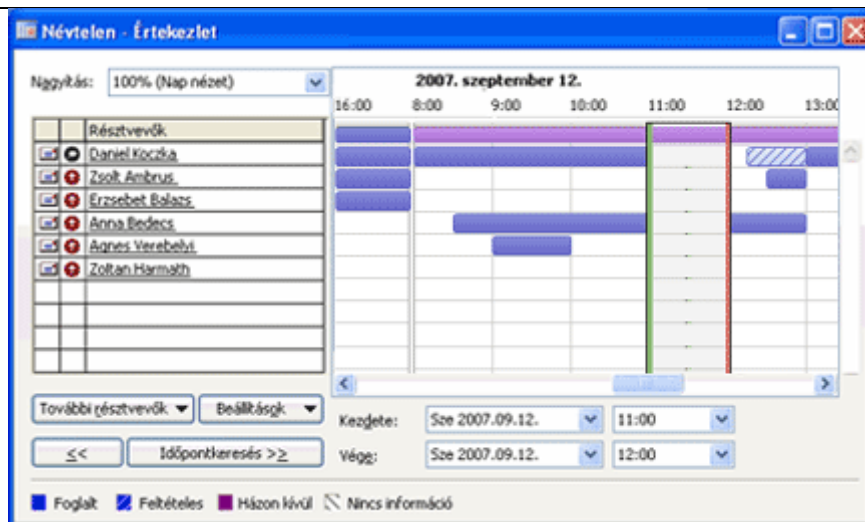 Névtelen - Értekezlet
Nagyítás: 100% (Nap nézet)
2007. szeptember 12.
16:00 8:00 9:00 10:00 11:00 12:00 13:00
Résztvevők
Daniel Koczka
Zsolt Ambrus
Erzsebet Balazs
Anna Bedecs
Agnes Verebelyi
Zoltan Harmath
További résztvevők Beállítások
Kezdete: Sze 2007.09.12. 11:00
<< Időpontkeresés >> Vége: Sze 2007.09.12. 12:00
Foglalt Feltételes Házon kívül Nincs információ